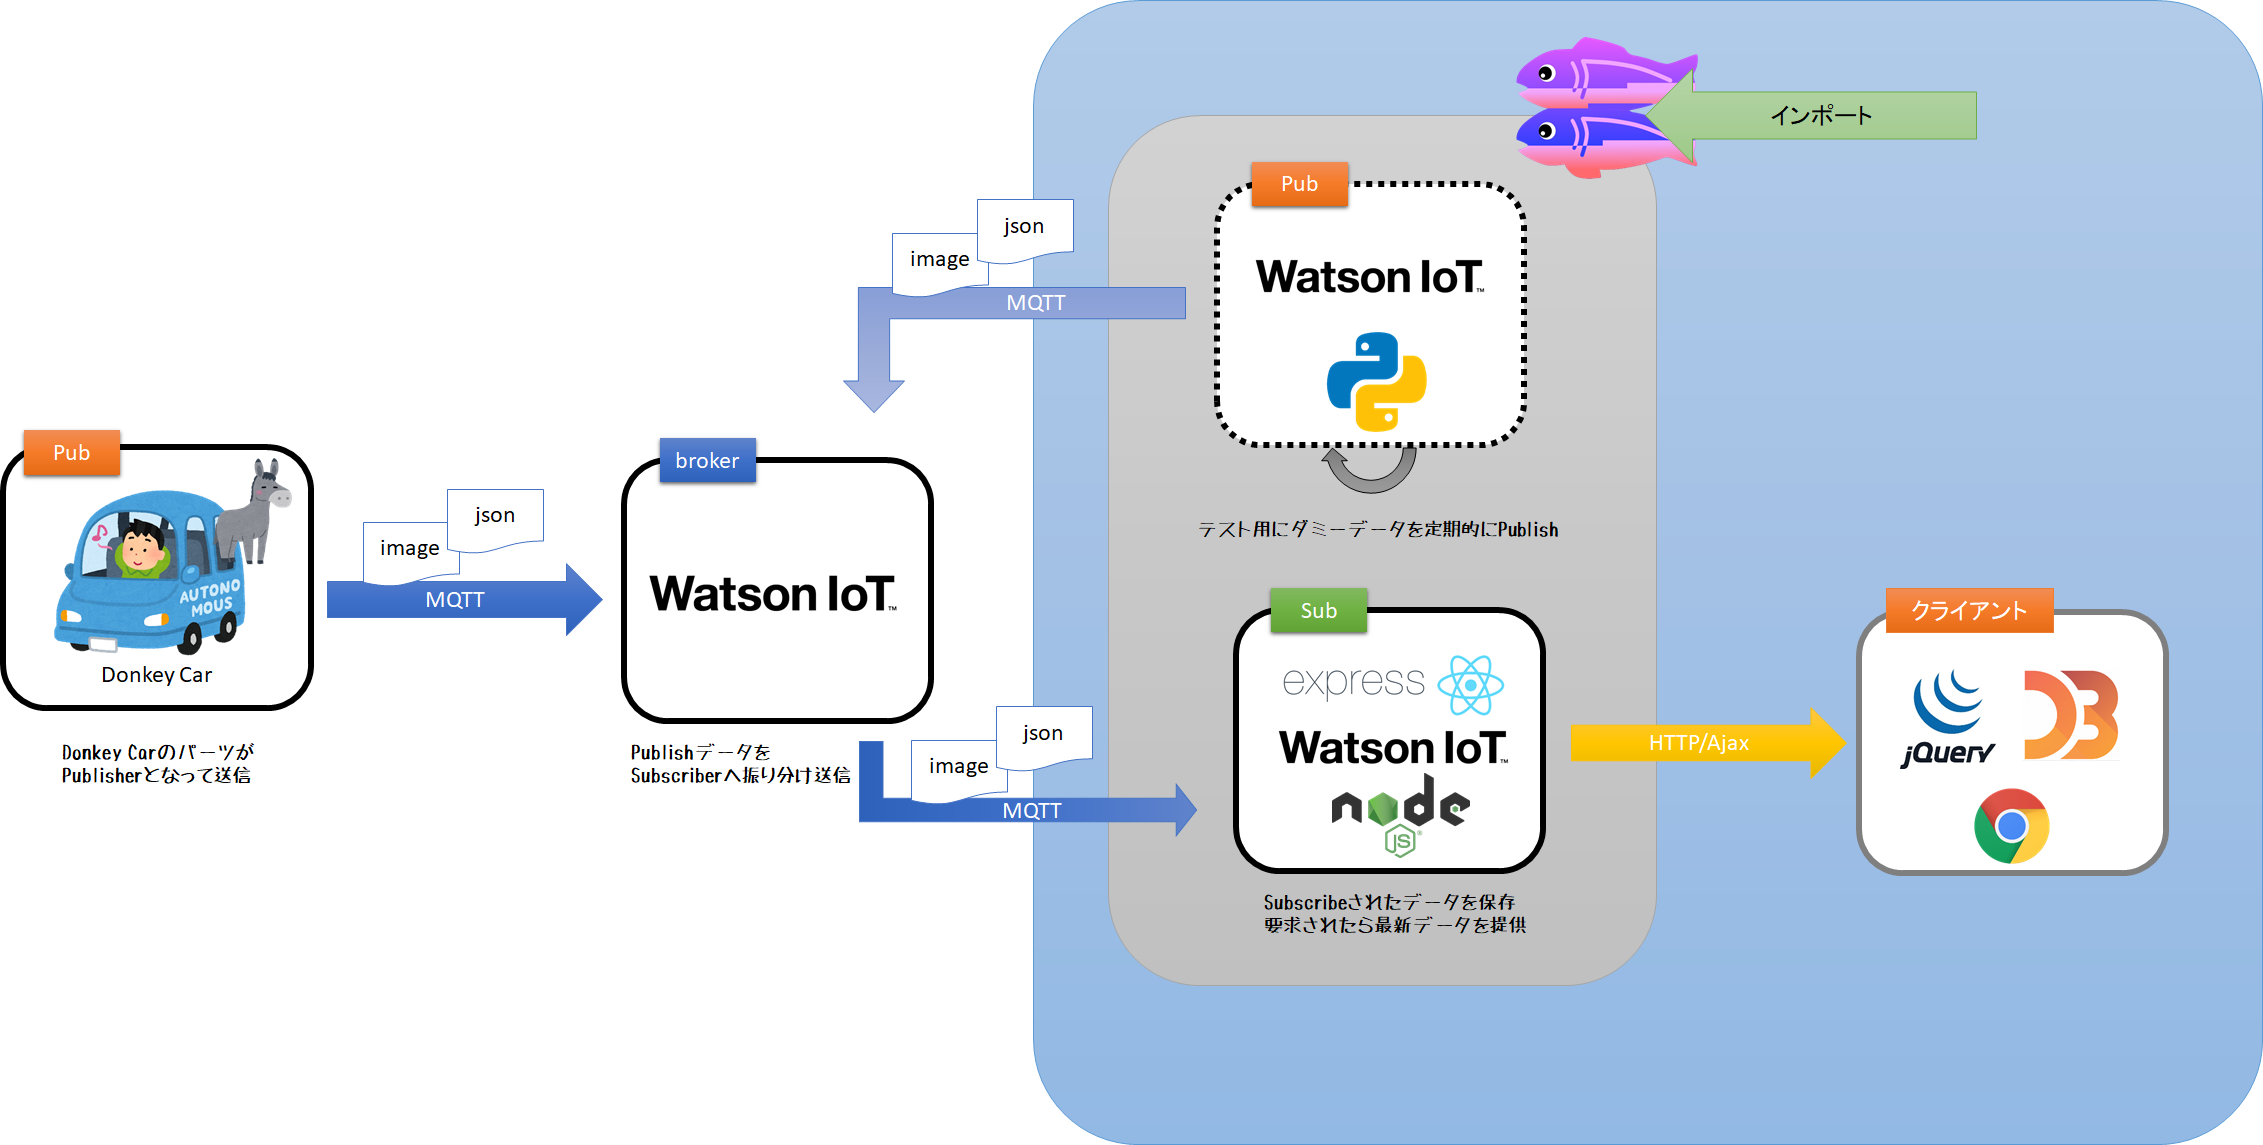 インポート
Pub
Watson IoT™
json
image
MQTT
テスト用にダミーデータを定期的にPublish
Pub
AUTONO
MOUS
Donkey Car
Donkey Carのパーツが
Publisherとなって送信
json
image
MQTT
broker
Watson IoT™
Publishデータを
Subscriberへ振り分け送信
json
image
MQTT
Sub
express
Watson IoT™
node
JS®
Subscribeされたデータを保存
要求されたら最新データを提供
HTTP/Ajax
クライアント
jQuery
D3